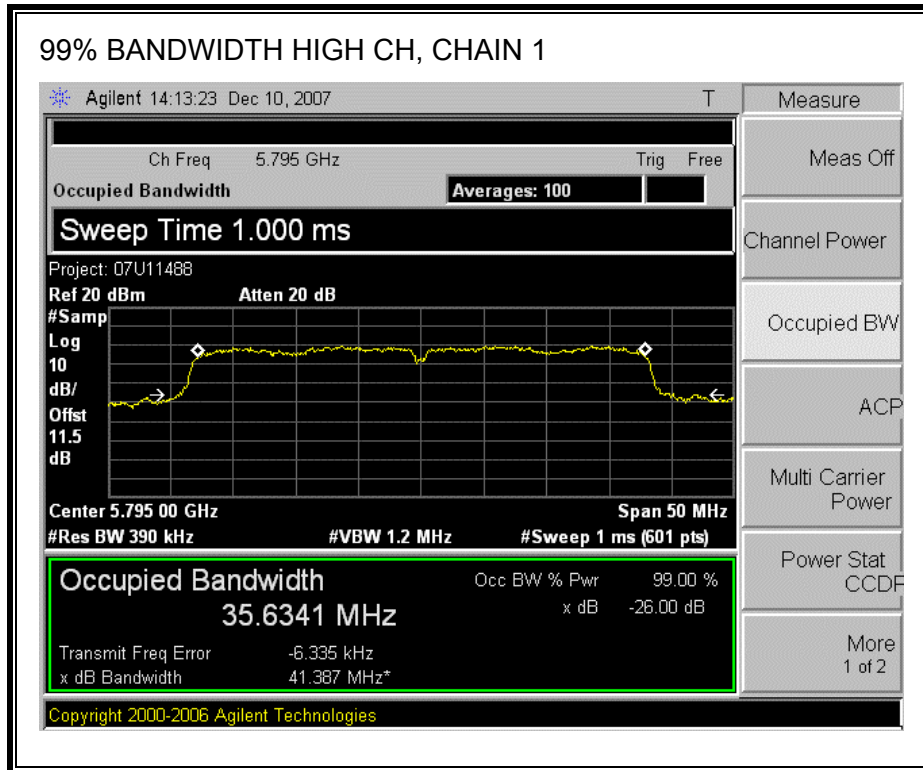 99% BANDWIDTH HIGH CH, CHAIN 1
Agilent 14:13:23 Dec 10, 2007 T
Measure
Ch Freq 5.795 GHz Trig Free
Occupied Bandwidth Averages: 100
Sweep Time 1.000 ms
Project: 07U11488
Ref 20 dBm Atten 20 dB
#Samp
Log
10
dB/
Offst
11.5
dB
Center 5.795 00 GHz Span 50 MHz
#Res BW 390 kHz #VBW 1.2 MHz #Sweep 1 ms (601 pts)
Occupied Bandwidth Occ BW % Pwr 99.00 %
35.6341 MHz x dB -26.00 dB
Transmit Freq Error -6.335 kHz
x dB Bandwidth 41.387 MHz*
Copyright 2000-2006 Agilent Technologies
Meas Off
Channel Power
Occupied BW
ACP
Multi Carrier
Power
Power Stat
CCDF
More
1 of 2